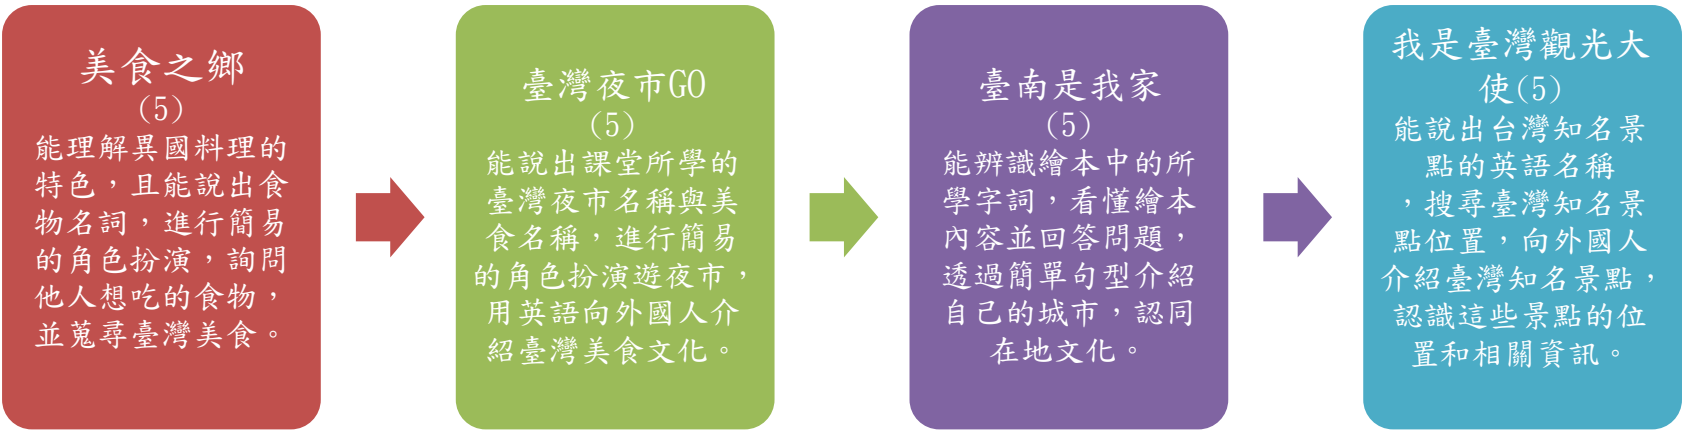 美食之鄉
(5)
能理解異國料理的
特色，且能說出食
物名詞，進行簡易
的角色扮演，詢問
他人想吃的食物，
並蒐尋臺灣美食。
臺灣夜市GO
(5)
能說出課堂所學的
臺灣夜市名稱與美
食名稱，進行簡易
的角色扮演遊夜市，
用英語向外國人介
紹臺灣美食文化。
臺南是我家
(5)
能辨識繪本中的所
學字詞，看懂繪本
內容並回答問題，
透過簡單句型介紹
自己的城市，認同
在地文化。
我是臺灣觀光大
使(5)
能說出台灣知名景
點的英語名稱
，搜尋臺灣知名景
點位置，向外國人
介紹臺灣知名景點，
認識這些景點的位
置和相關資訊。